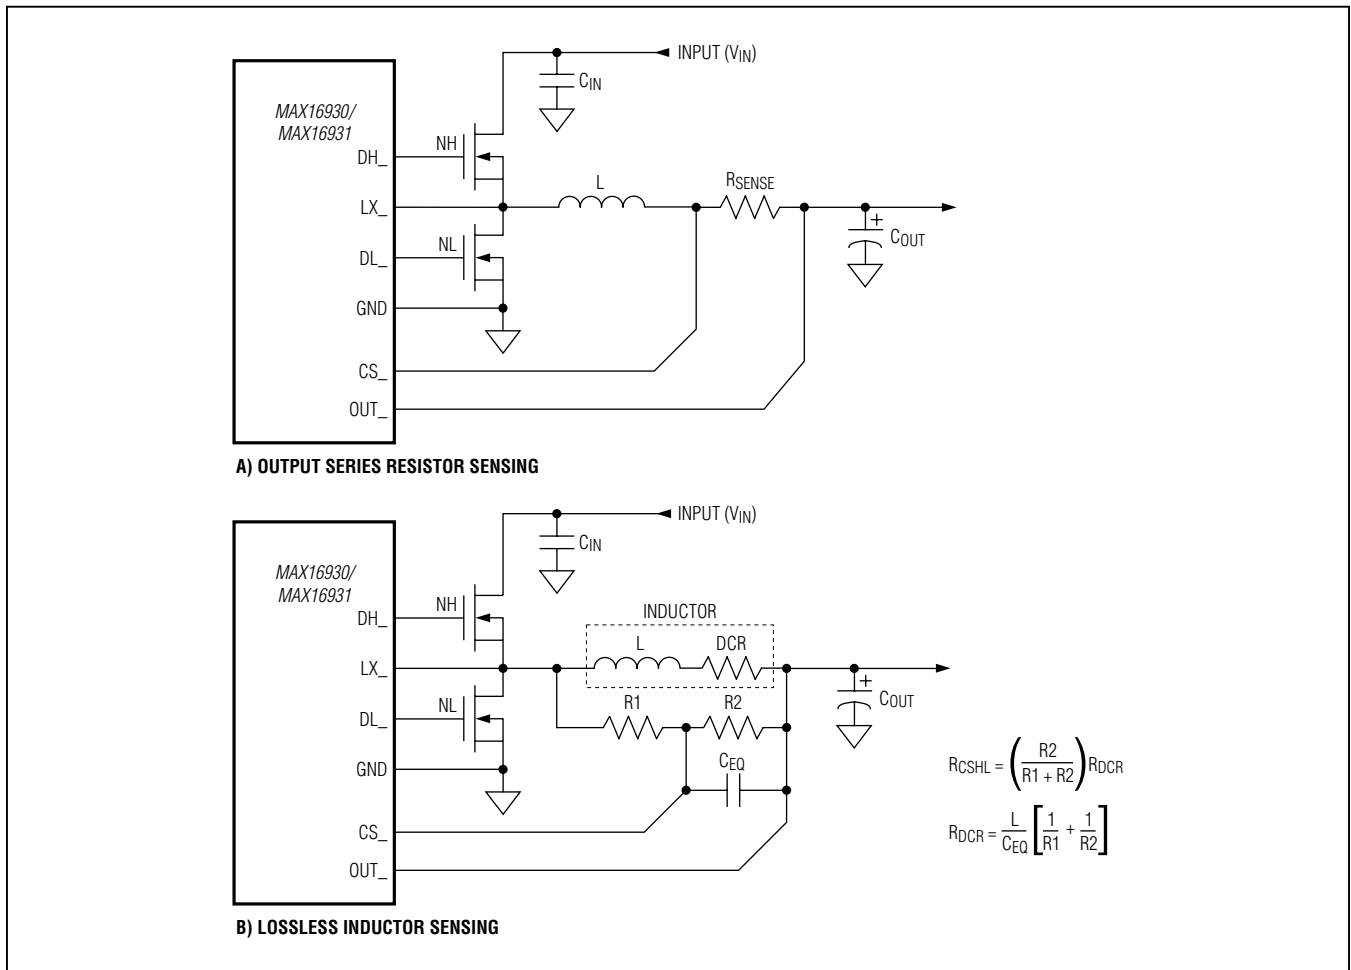 INPUT (VIN)
CIN
MAX16930/
MAX16931
DH_
NH
LX_
L
RSENSE
+
COUT
DL_
NL
GND
CS_
OUT_
A) OUTPUT SERIES RESISTOR SENSING
INPUT (VIN)
CIN
MAX16930/
MAX16931
DH_
NH
INDUCTOR
L
DCR
LX_
+
COUT
R1
R2
DL_
NL
CEQ
GND
CS_
OUT_
RCSHL = (R2 / (R1 + R2)) RDCR
RDCR = L / CEQ [1 / R1 + 1 / R2]
B) LOSSLESS INDUCTOR SENSING